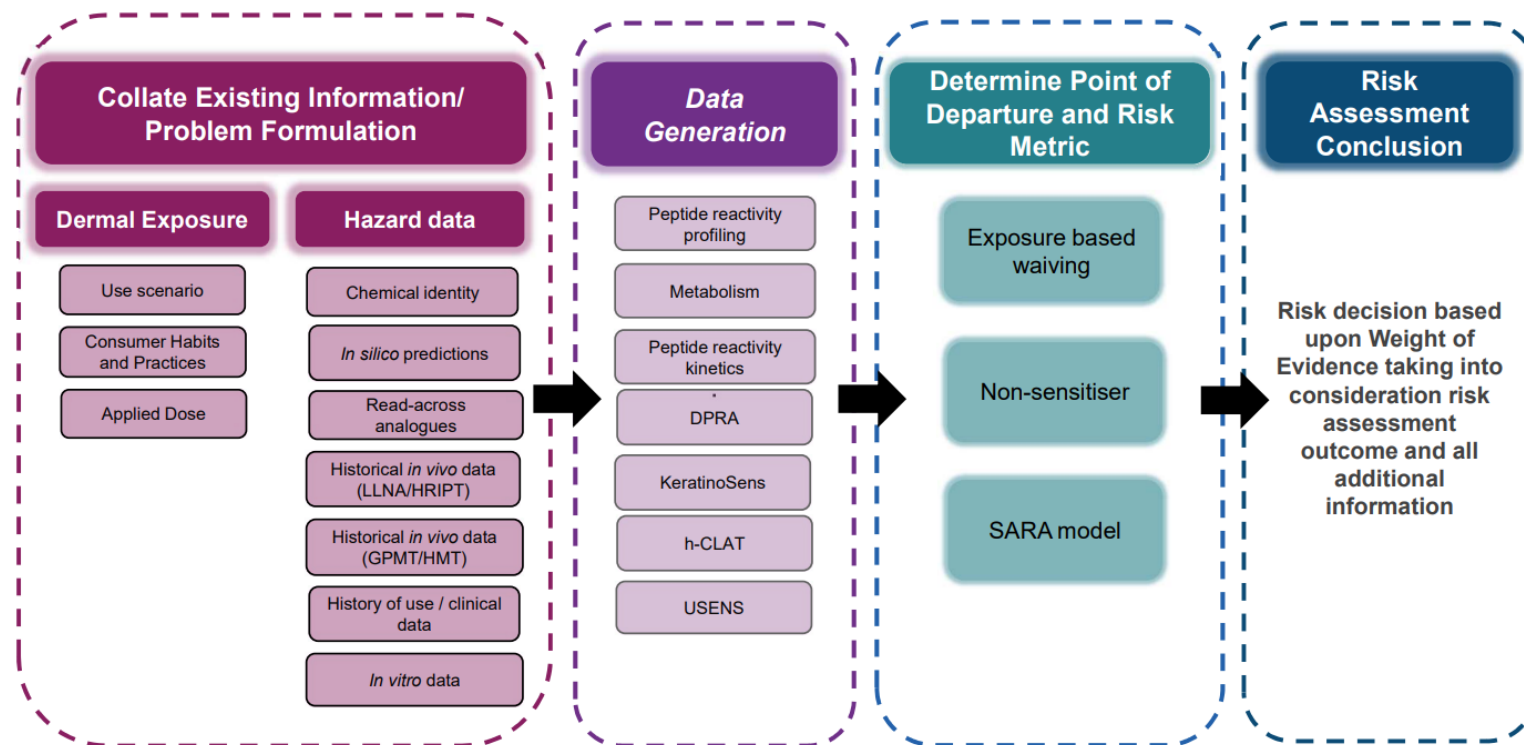 Collate Existing Information/
Problem Formulation
Dermal Exposure
Use scenario
Consumer Habits
and Practices
Applied Dose
Hazard data
Chemical identity
In silico predictions
Read-across
analogues
Historical in vivo data
(LLNA/HRIPT)
Historical in vivo data
(GPMT/HMT)
History of use / clinical
data
In vitro data
Data
Generation
Peptide reactivity
profiling
Metabolism
Peptide reactivity
kinetics
*
DPRA
KeratinoSens
h-CLAT
USENS
Determine Point of
Departure and Risk
Metric
Exposure based
waiving
Non-sensitiser
SARA model
Risk
Assessment
Conclusion
Risk decision based
upon Weight of
Evidence taking into
consideration risk
assessment
outcome and all
additional
information